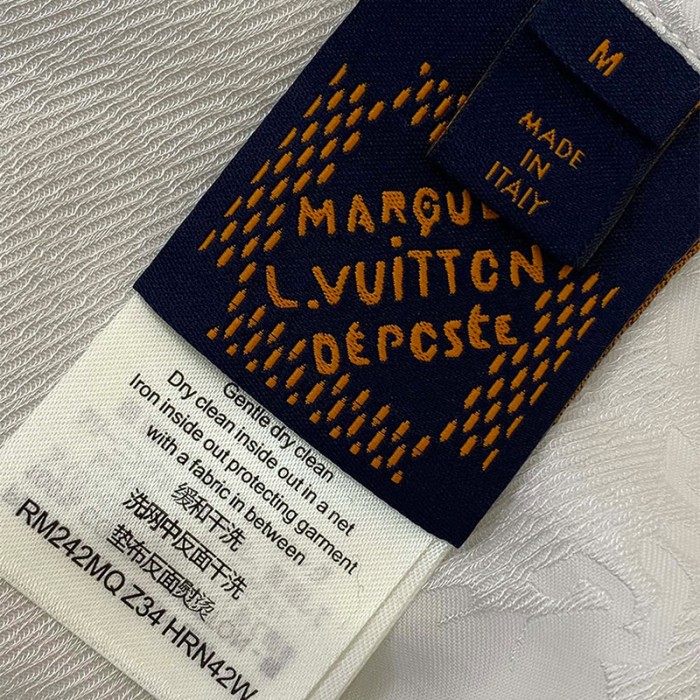 M
MADE
IN
ITALY
L.VUITTON
DÉPOSÉE
Gentle dry clean
Dry clean inside out in a net
Iron inside out protecting garment
with a fabric in between
缓和干洗
洗网中反面干洗
垫布反面熨烫
RM242MQ Z34 HRN42W